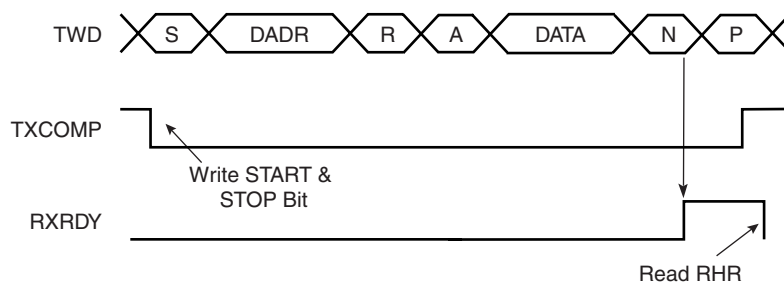 TWD S DADR R A DATA N P
TXCOMP
Write START &
STOP Bit
RXRDY
Read RHR